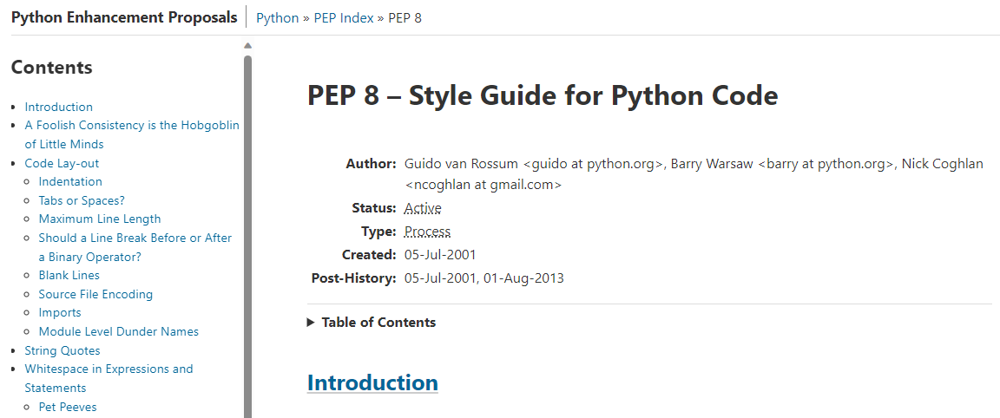 Python Enhancement Proposals
Python » PEP Index » PEP 8
Contents
Introduction
A Foolish Consistency is the Hobgoblin
of Little Minds
Code Lay-out
Indentation
Tabs or Spaces?
Maximum Line Length
Should a Line Break Before or After
a Binary Operator?
Blank Lines
Source File Encoding
Imports
Module Level Dunder Names
String Quotes
Whitespace in Expressions and
Statements
Pet Peeves
PEP 8 – Style Guide for Python Code
Author: Guido van Rossum <guido at python.org>, Barry Warsaw <barry at python.org>, Nick Coghlan
<ncoghlan at gmail.com>
Status: Active
Type: Process
Created: 05-Jul-2001
Post-History: 05-Jul-2001, 01-Aug-2013
Table of Contents
Introduction